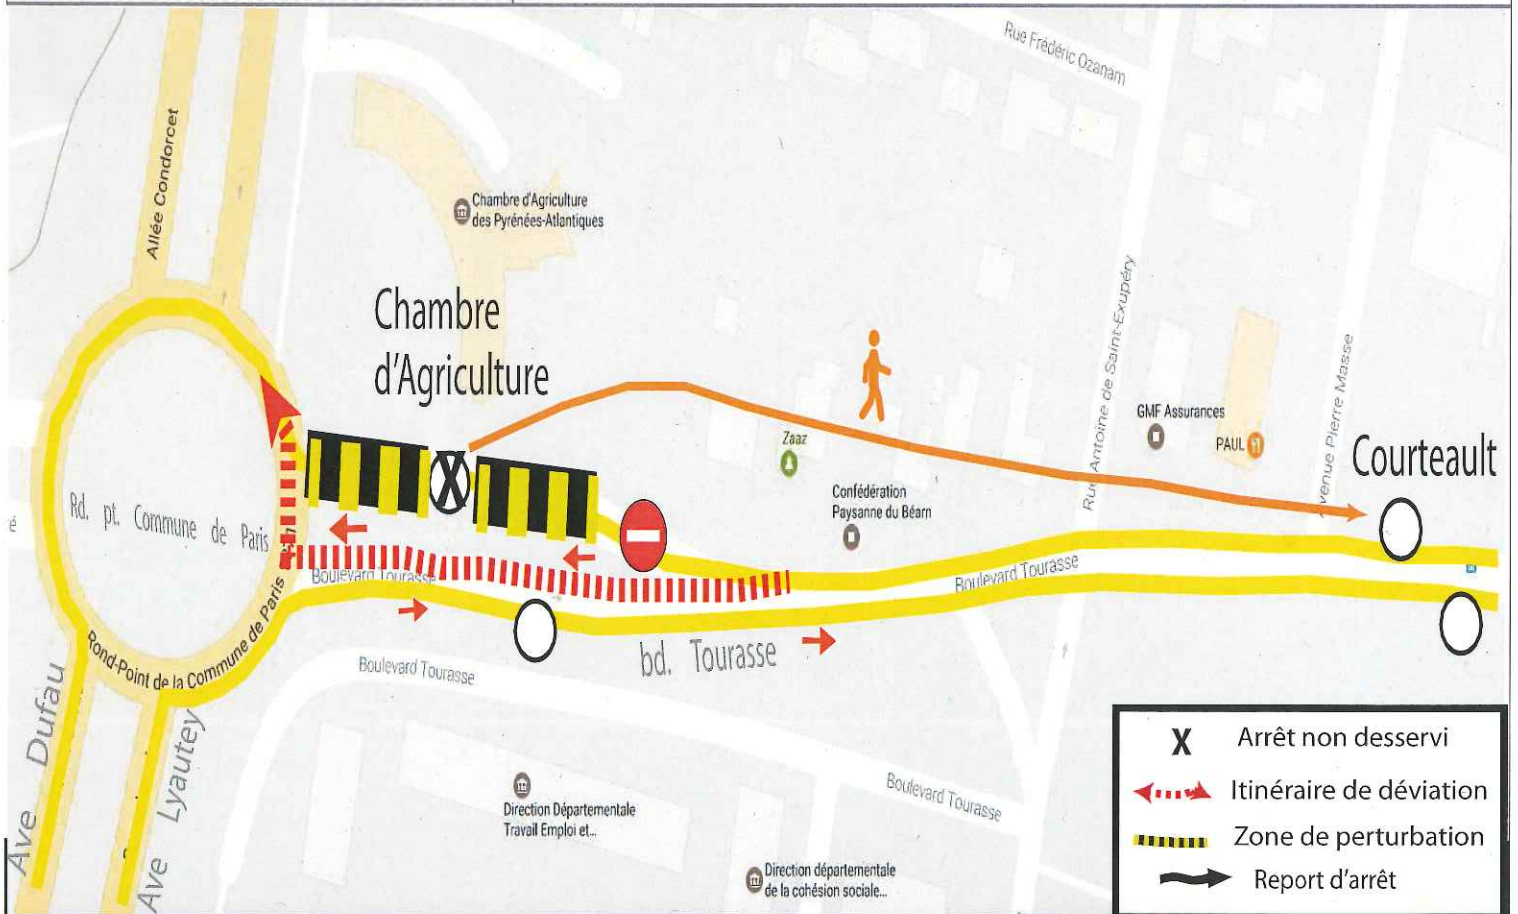 Rue Frédéric Ozanam
Allée Condorcet
Chambre d'Agriculture
des Pyrénées-Atlantiques
Chambre
d'Agriculture
Rue Antoine de Saint-Exupéry
Avenue Pierre Masse
GMF Assurances
PAUL
Courteault
Zaaz
Confédération
Paysanne du Béarn
X
Rd. pt. Commune de Paris
Boulevard Tourasse
Boulevard Tourasse
Rond-Point de la Commune de Paris
bd. Tourasse
Boulevard Tourasse
Ave Dufau
Ave Lyautey
Boulevard Tourasse
Direction Départementale
Travail Emploi et...
Direction départementale
de la cohésion sociale...
X Arrêt non desservi
Itinéraire de déviation
Zone de perturbation
Report d'arrêt